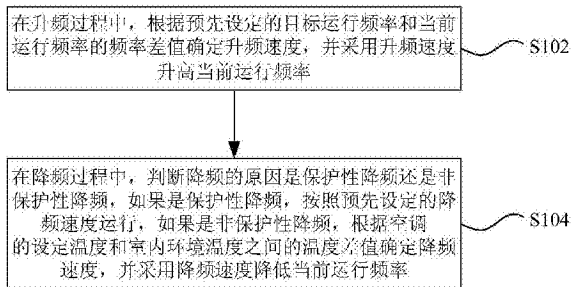 在升频过程中，根据预先设定的目标运行频率和当前
运行频率的频率差值确定升频速度，并采用升频速度
升高当前运行频率
S102
在降频过程中，判断降频的原因是保护性降频还是非
保护性降频，如果是保护性降频，按照预先设定的降
频速度运行，如果是非保护性降频，根据空调
的设定温度和室内环境温度之间的温度差值确定降频
速度，并采用降频速度降低当前运行频率
S104